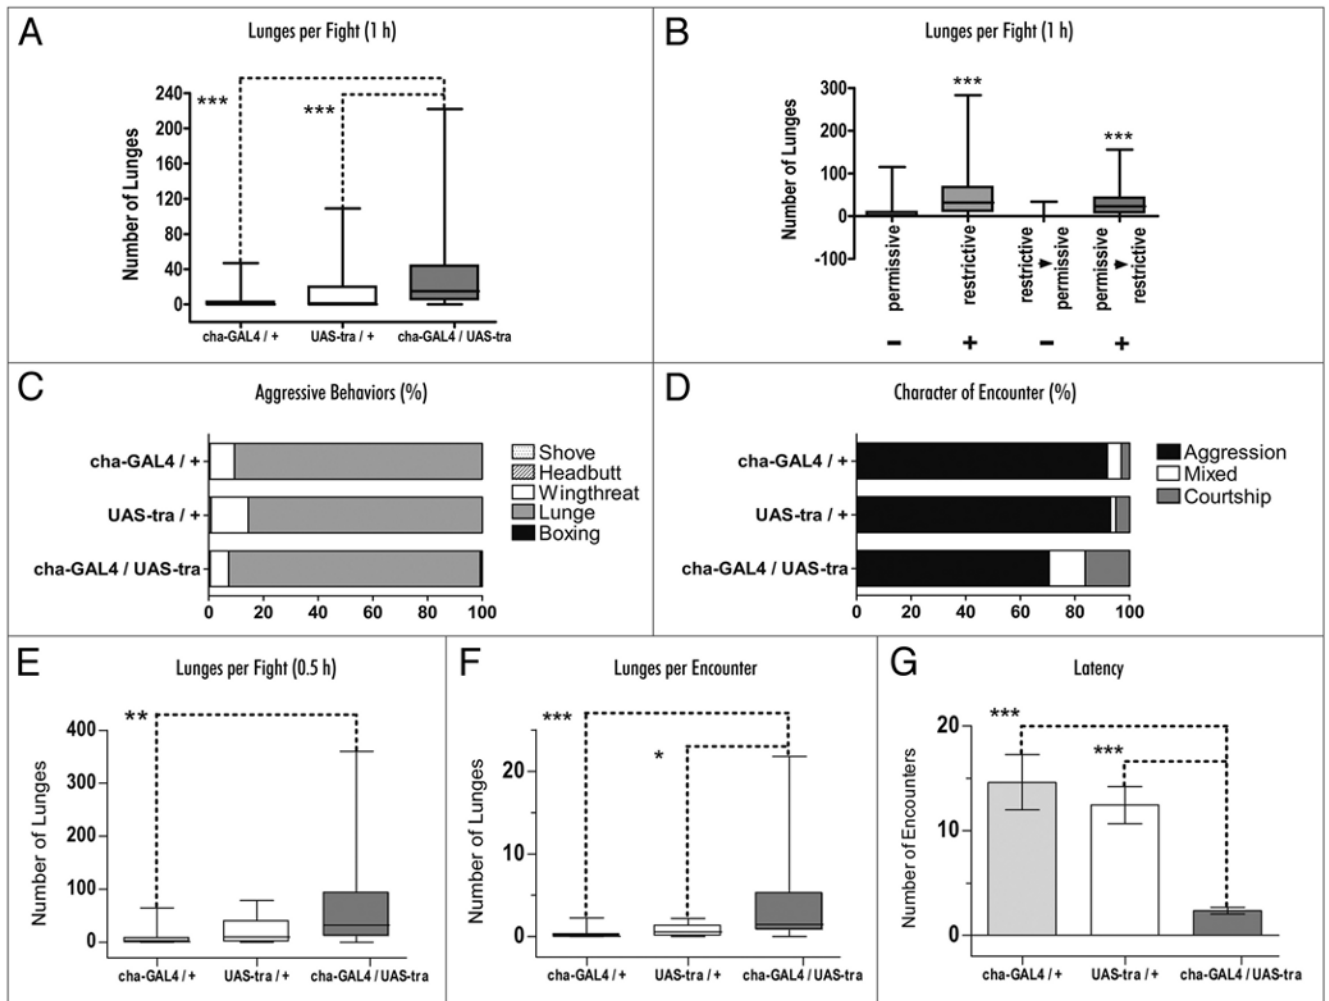 A
Lunges per Fight (1 h)
Number of Lunges
240
200
160
120
80
40
0
***
***
cha-GAL4 / +
UAS-tra / +
cha-GAL4 / UAS-tra
B
Lunges per Fight (1 h)
Number of Lunges
300
200
100
0
-100
***
***
permissive
restrictive
restrictive
permissive
permissive
restrictive
-
+
-
+
C
Aggressive Behaviors (%)
cha-GAL4 / +
UAS-tra / +
cha-GAL4 / UAS-tra
0 20 40 60 80 100
Shove
Headbutt
Wingthreat
Lunge
Boxing
D
Character of Encounter (%)
cha-GAL4 / +
UAS-tra / +
cha-GAL4 / UAS-tra
0 20 40 60 80 100
Aggression
Mixed
Courtship
E
Lunges per Fight (0.5 h)
Number of Lunges
400
300
200
100
0
**
cha-GAL4 / +
UAS-tra / +
cha-GAL4 / UAS-tra
F
Lunges per Encounter
Number of Lunges
20
10
0
***
*
cha-GAL4 / +
UAS-tra / +
cha-GAL4 / UAS-tra
G
Latency
Number of Encounters
20
10
0
***
***
cha-GAL4 / +
UAS-tra / +
cha-GAL4 / UAS-tra